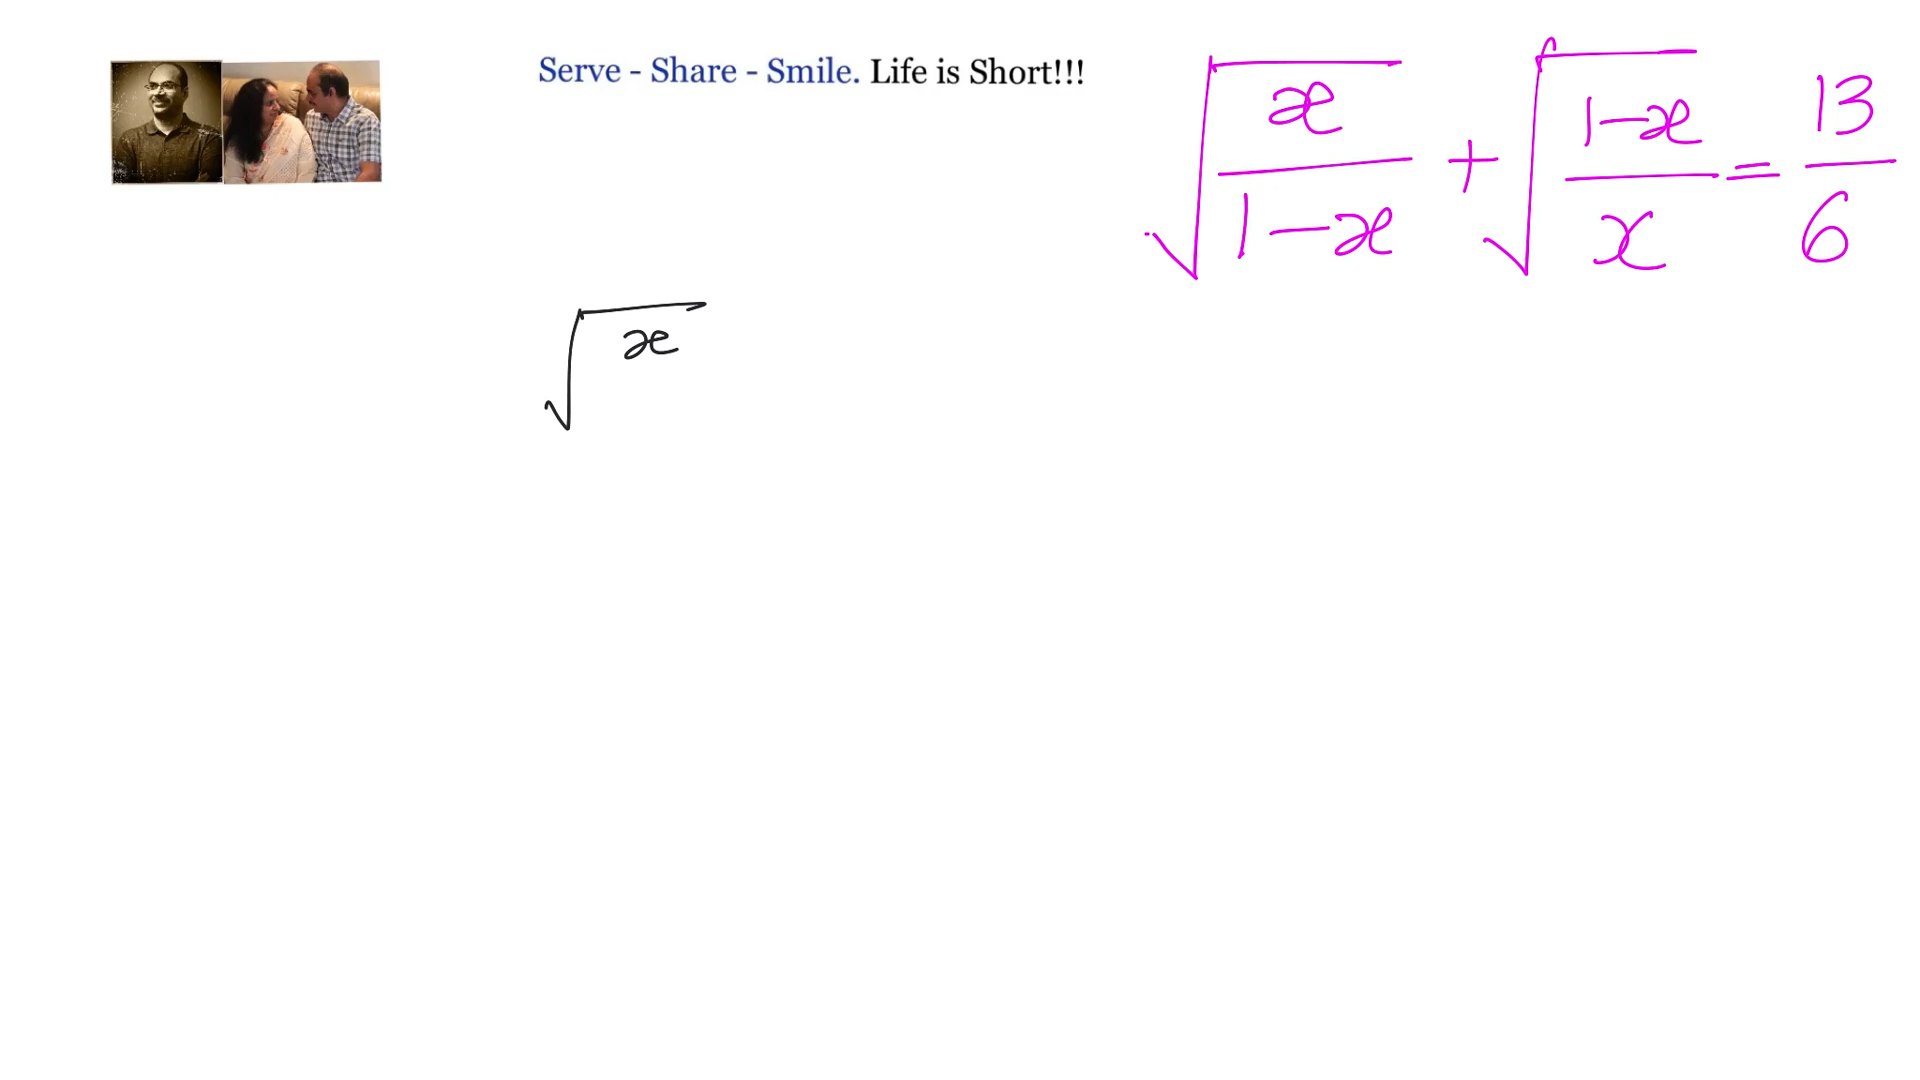 Serve - Share - Smile. Life is Short!!!
√(x/(1-x)) + √((1-x)/x) = 13/6
√x